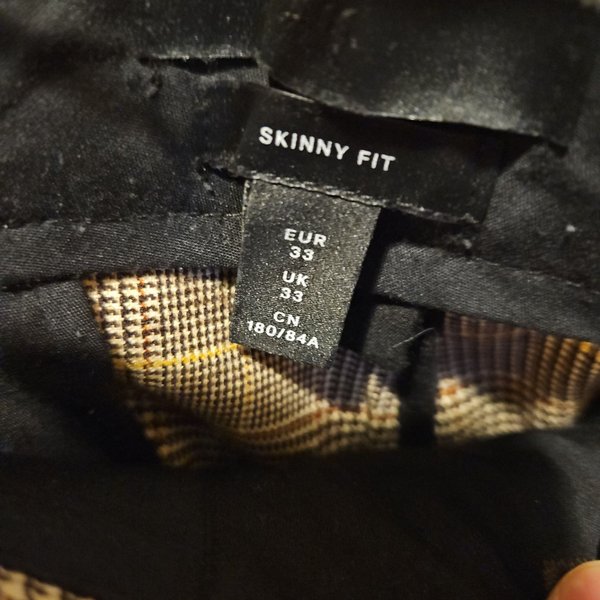 SKINNY FIT
EUR
33
UK
33
CN
180/84A